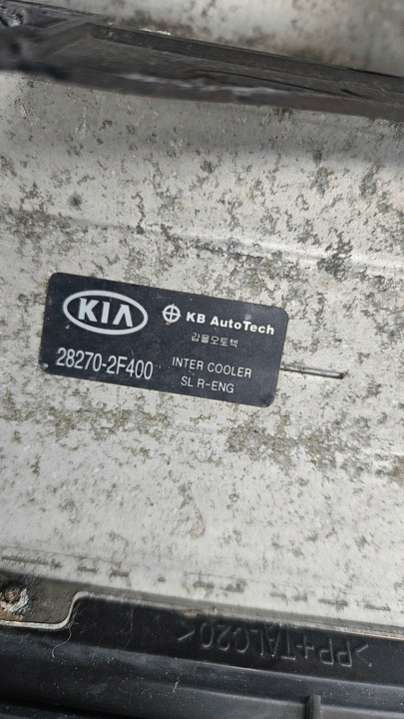 KIA
KB AutoTech
갑을오토텍
28270-2F400
INTER COOLER
SL R-ENG
>PP+TALC20<